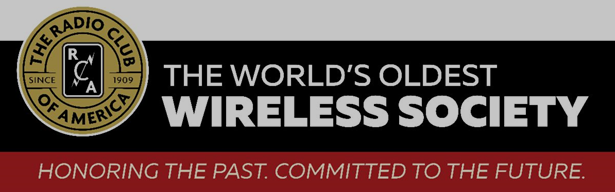 THE RADIO CLUB
OF AMERICA
SINCE 1909
R
C
A
THE WORLD'S OLDEST
WIRELESS SOCIETY
HONORING THE PAST. COMMITTED TO THE FUTURE.